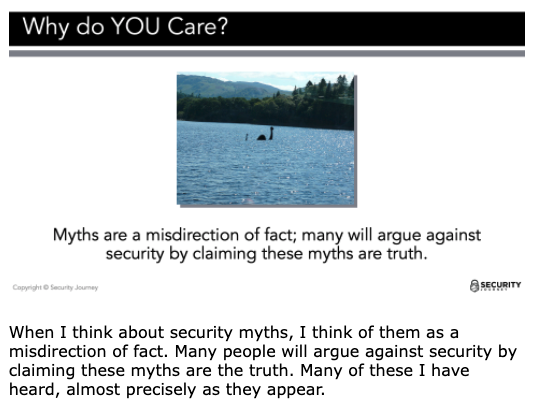 Why do YOU Care?
Myths are a misdirection of fact; many will argue against
security by claiming these myths are truth.
Copyright © Security Journey
SECURITY
JOURNEY
When I think about security myths, I think of them as a
misdirection of fact. Many people will argue against security by
claiming these myths are the truth. Many of these I have
heard, almost precisely as they appear.